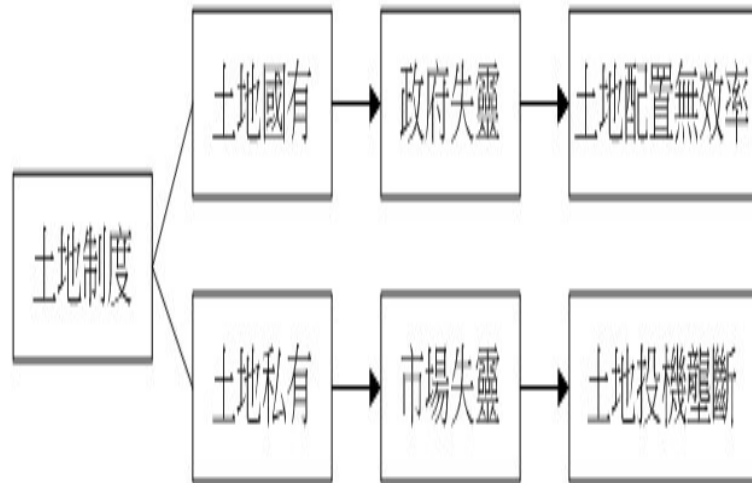 土地制度
土地國有
政府失靈
土地配置無效率
土地私有
市場失靈
土地投機壟斷